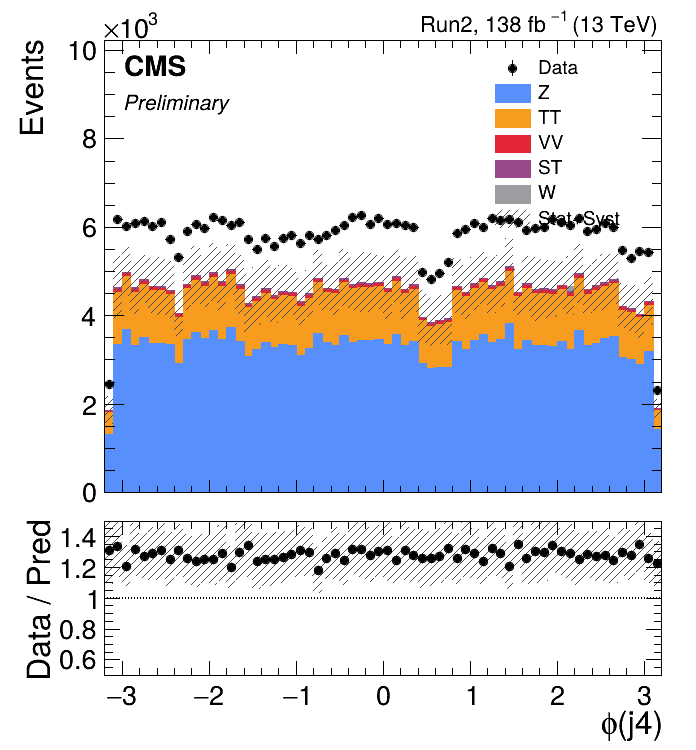 ×10³
Run2, 138 fb⁻¹ (13 TeV)
Events
10
8
6
4
2
0
CMS
Preliminary
Data
Z
TT
VV
ST
W
Stat+Syst
Data / Pred
1.4
1.2
1
0.8
0.6
−3 −2 −1 0 1 2 3
ϕ(j4)